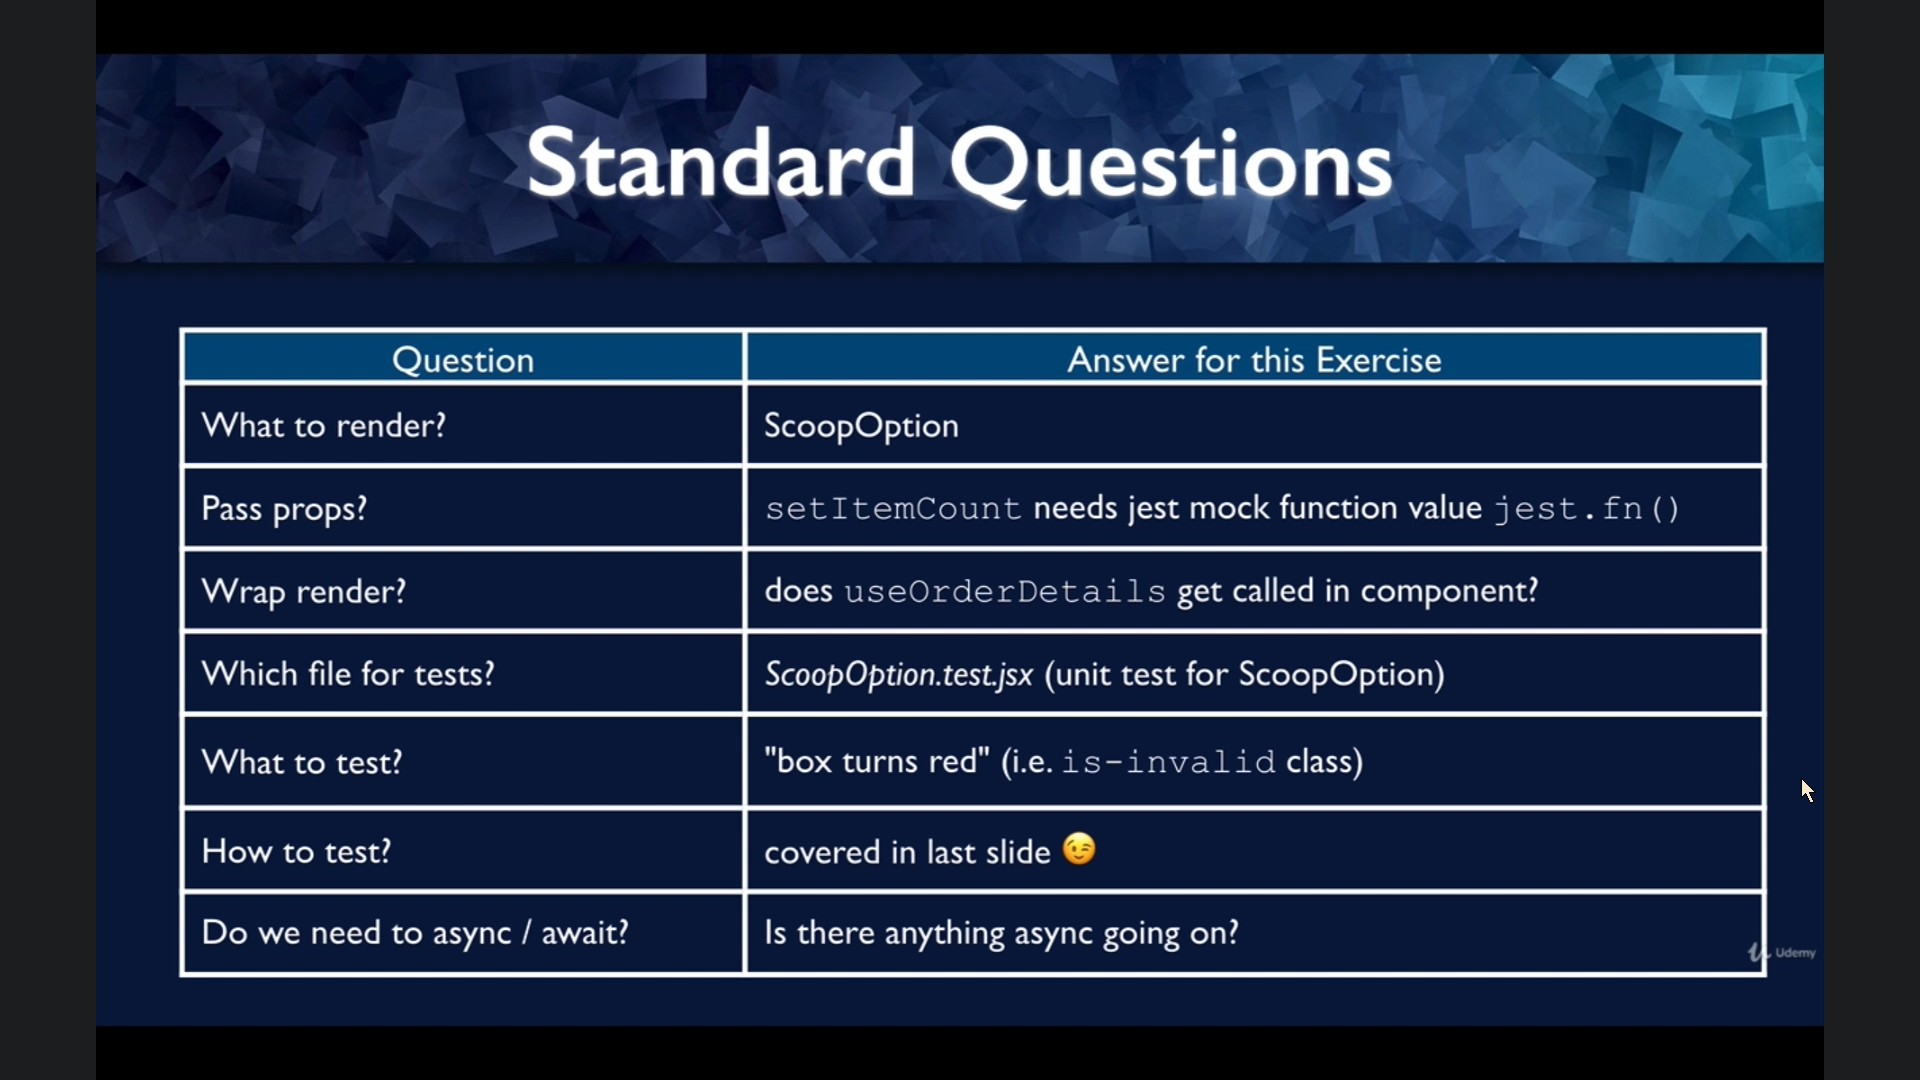 Standard Questions
Question
Answer for this Exercise
What to render?
ScoopOption
Pass props?
setItemCount needs jest mock function value jest.fn()
Wrap render?
does useOrderDetails get called in component?
Which file for tests?
ScoopOption.test.jsx (unit test for ScoopOption)
What to test?
"box turns red" (i.e. is-invalid class)
How to test?
covered in last slide 😉
Do we need to async / await?
Is there anything async going on?
Udemy